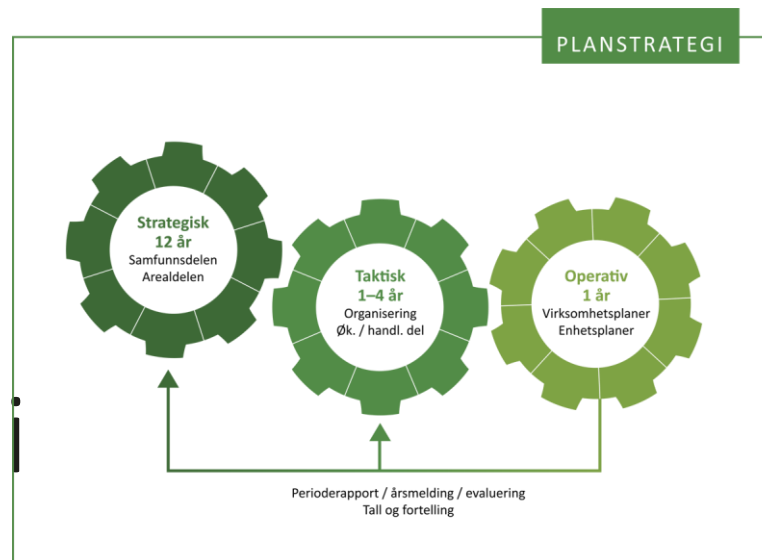 PLANSTRATEGI
Strategisk
12 år
Samfunnsdelen
Arealdelen
Taktisk
1–4 år
Organisering
Øk. / handl. del
Operativ
1 år
Virksomhetsplaner
Enhetsplaner
Perioderapport / årsmelding / evaluering
Tall og fortelling